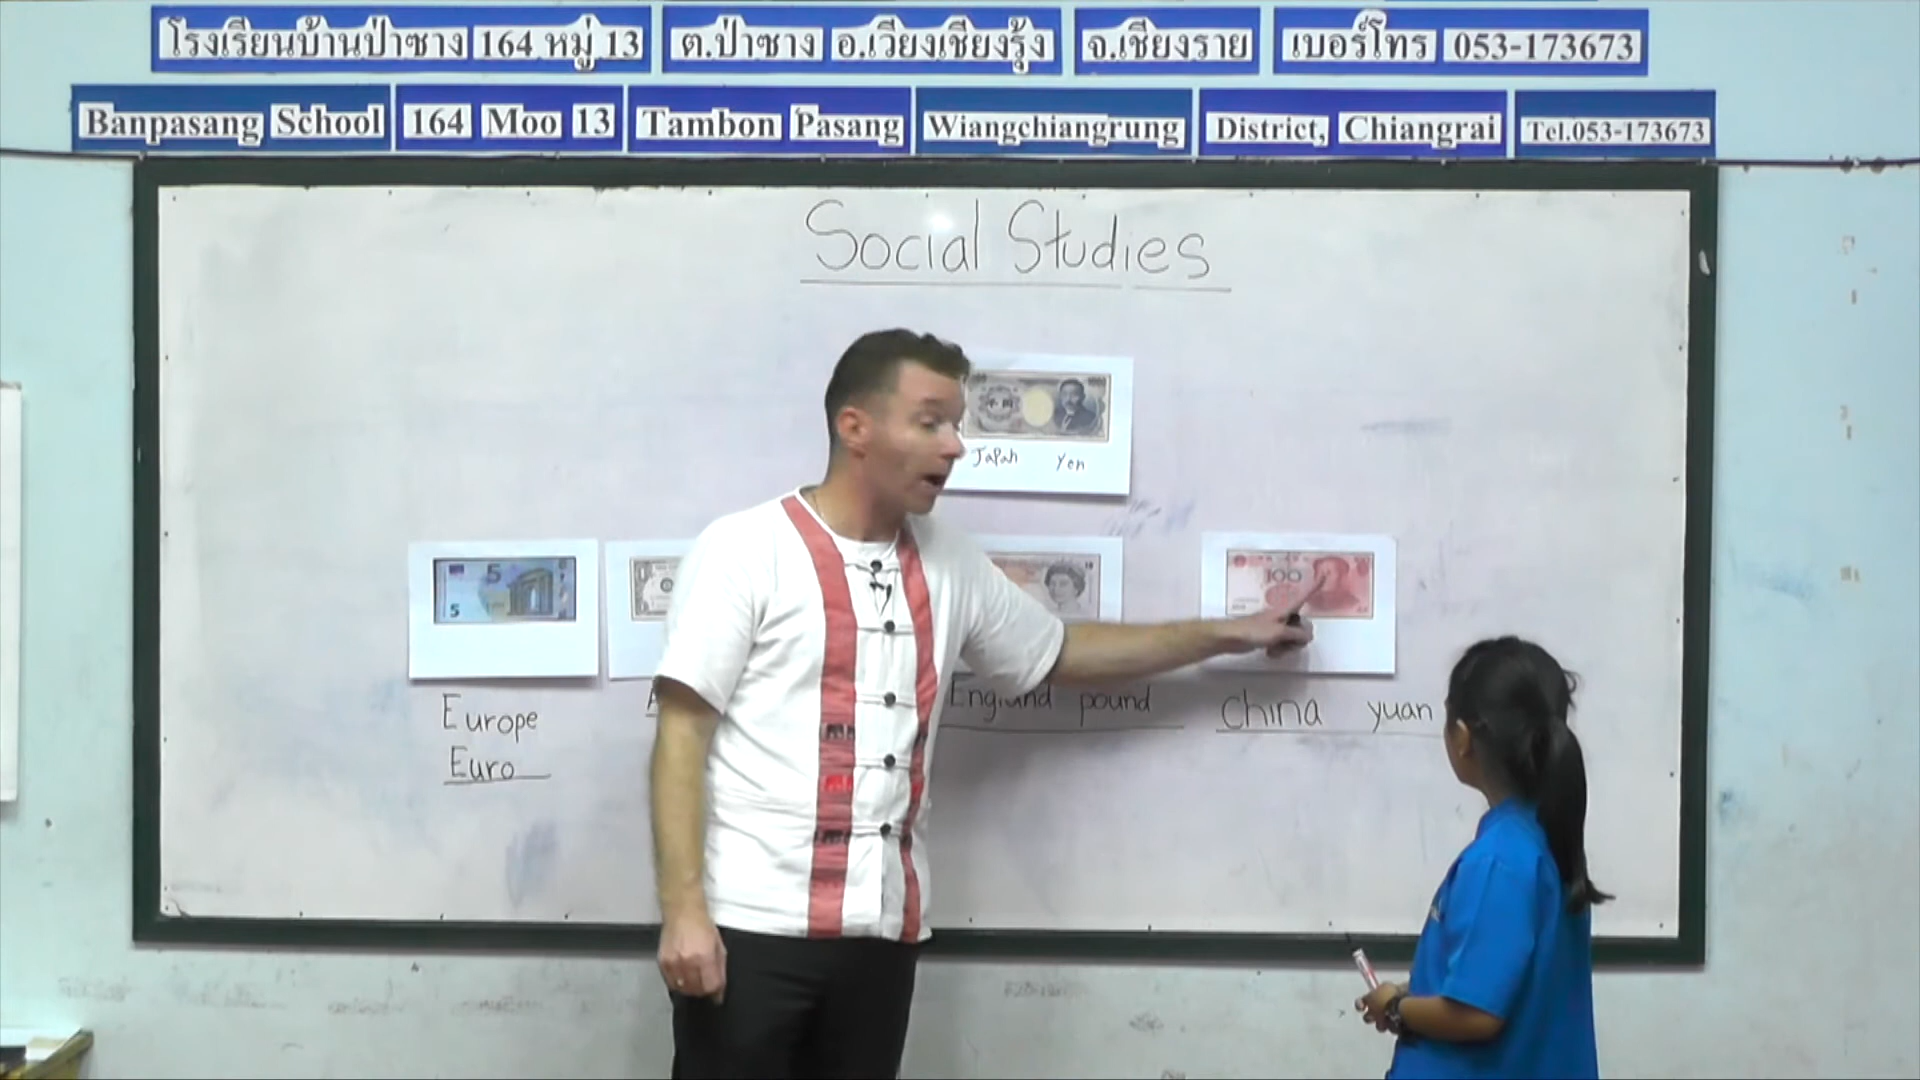 โรงเรียนบ้านป่าซาง 164 หมู่ 13 ต.ป่าซาง อ.เวียงเชียงรุ้ง จ.เชียงราย เบอร์โทร 053-173673
Banpasang School 164 Moo 13 Tambon Pasang Wiangchiangrung District, Chiangrai Tel.053-173673
Social Studies
Japan Yen
5
5
100
Europe
Euro
England pound
China yuan